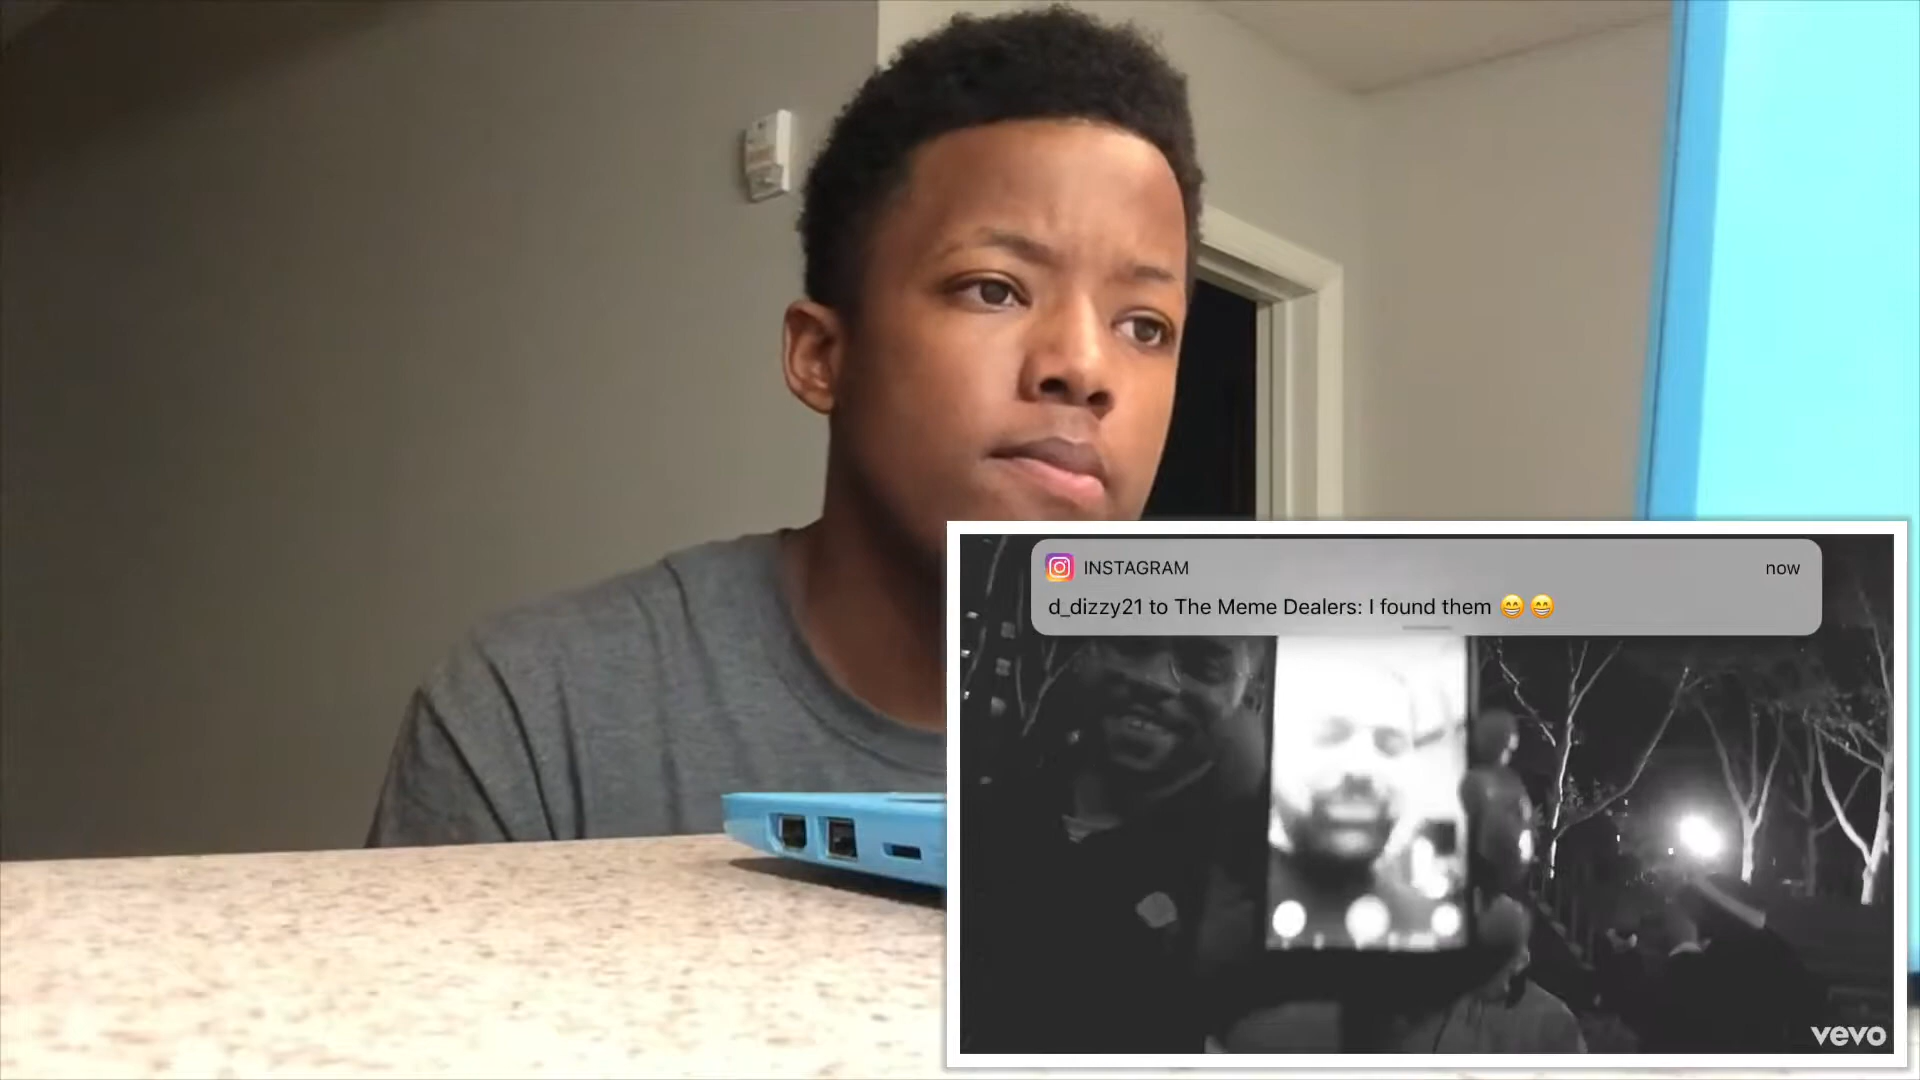 INSTAGRAM now
d_dizzy21 to The Meme Dealers: I found them 😁😁
vevo